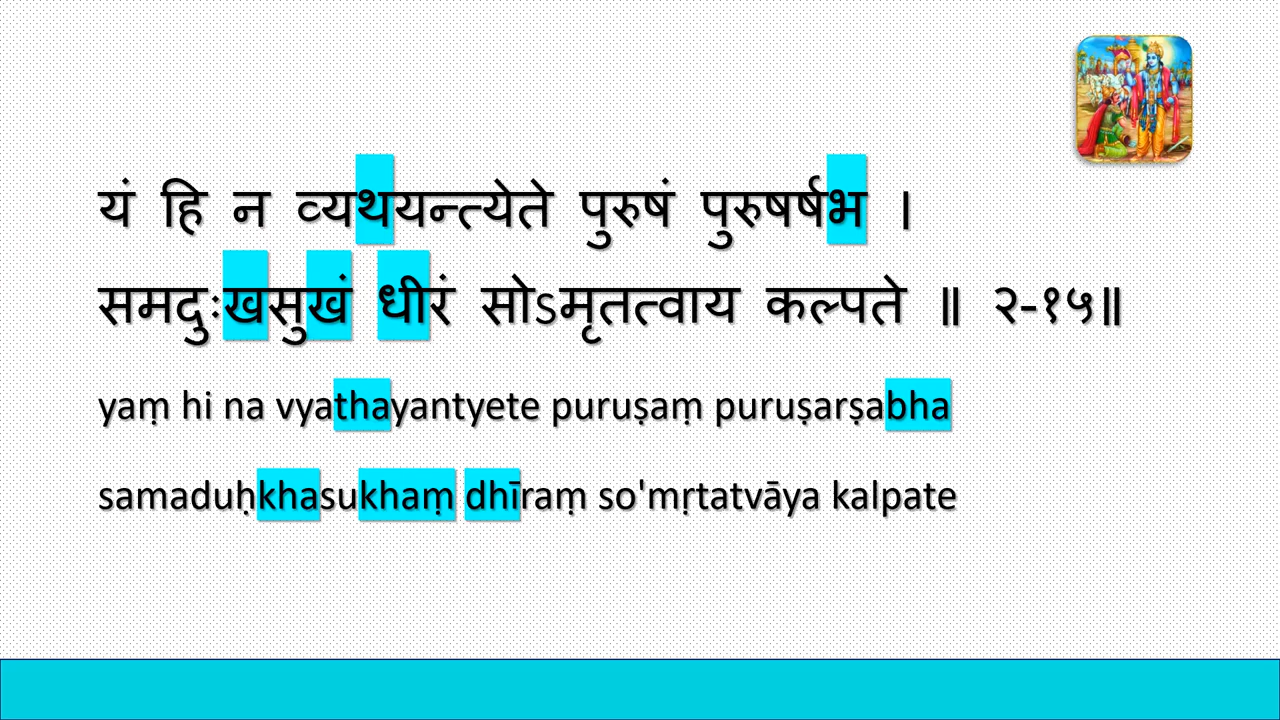 यं हि न व्यथयन्त्येते पुरुषं पुरुषर्षभ ।
समदुःखसुखं धीरं सोऽमृतत्वाय कल्पते ॥ २-१५॥
yaṃ hi na vyathayantyete puruṣaṃ puruṣarṣabha
samaduḥkhasukhaṃ dhīraṃ so'mṛtatvāya kalpate